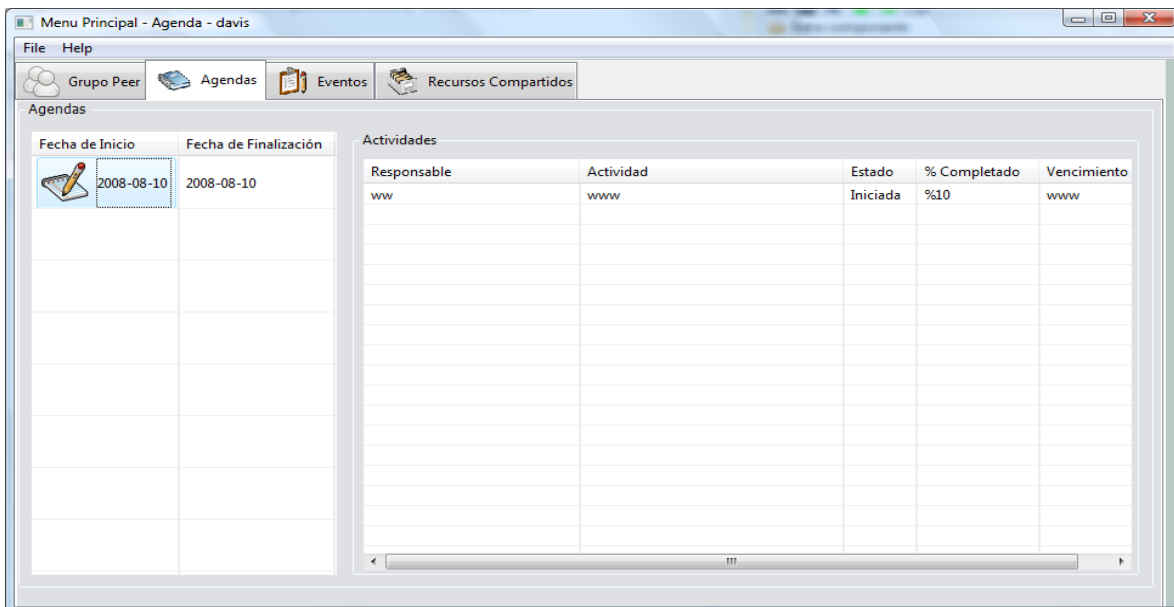 Menu Principal - Agenda - davis
File Help
Grupo Peer Agendas Eventos Recursos Compartidos
Agendas
Fecha de Inicio Fecha de Finalización
2008-08-10 2008-08-10
Actividades
Responsable Actividad Estado % Completado Vencimiento
ww www Iniciada %10 www